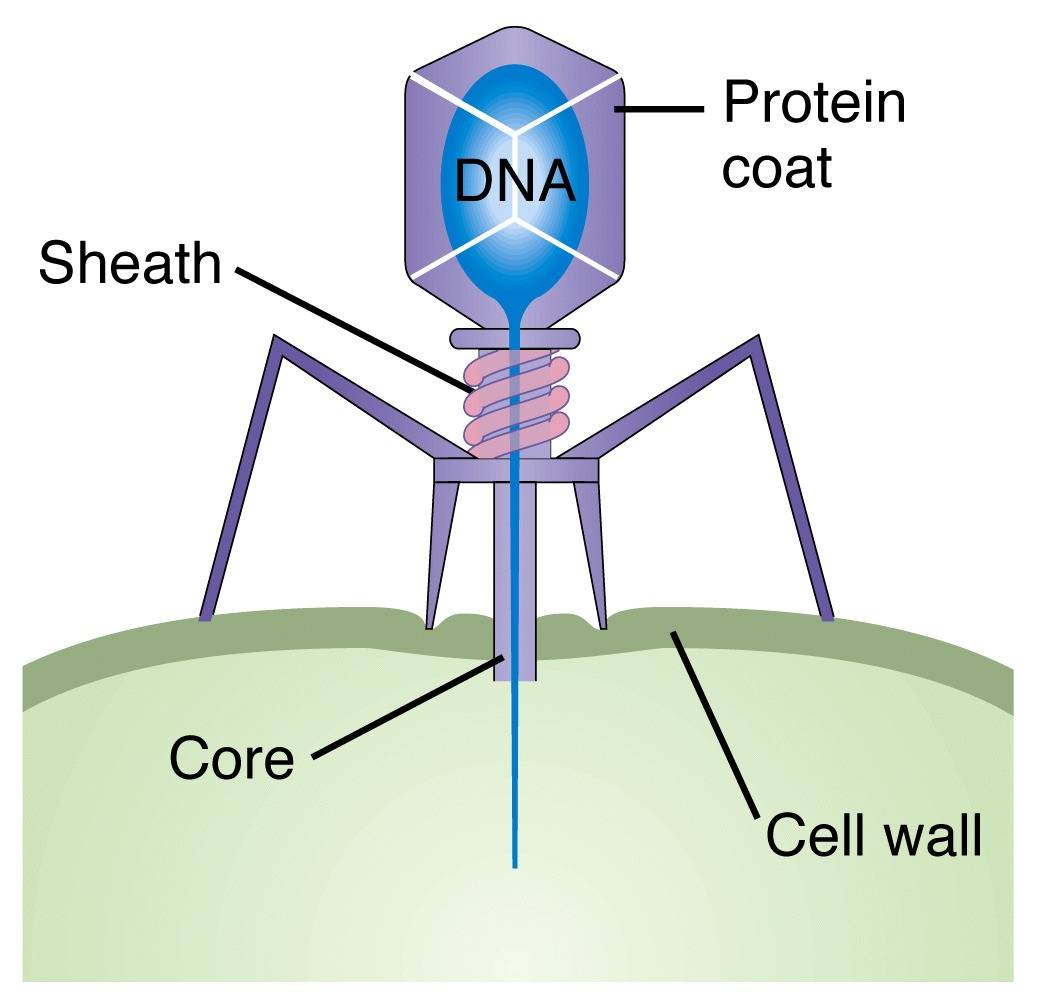 Protein
coat
DNA
Sheath
Core
Cell wall